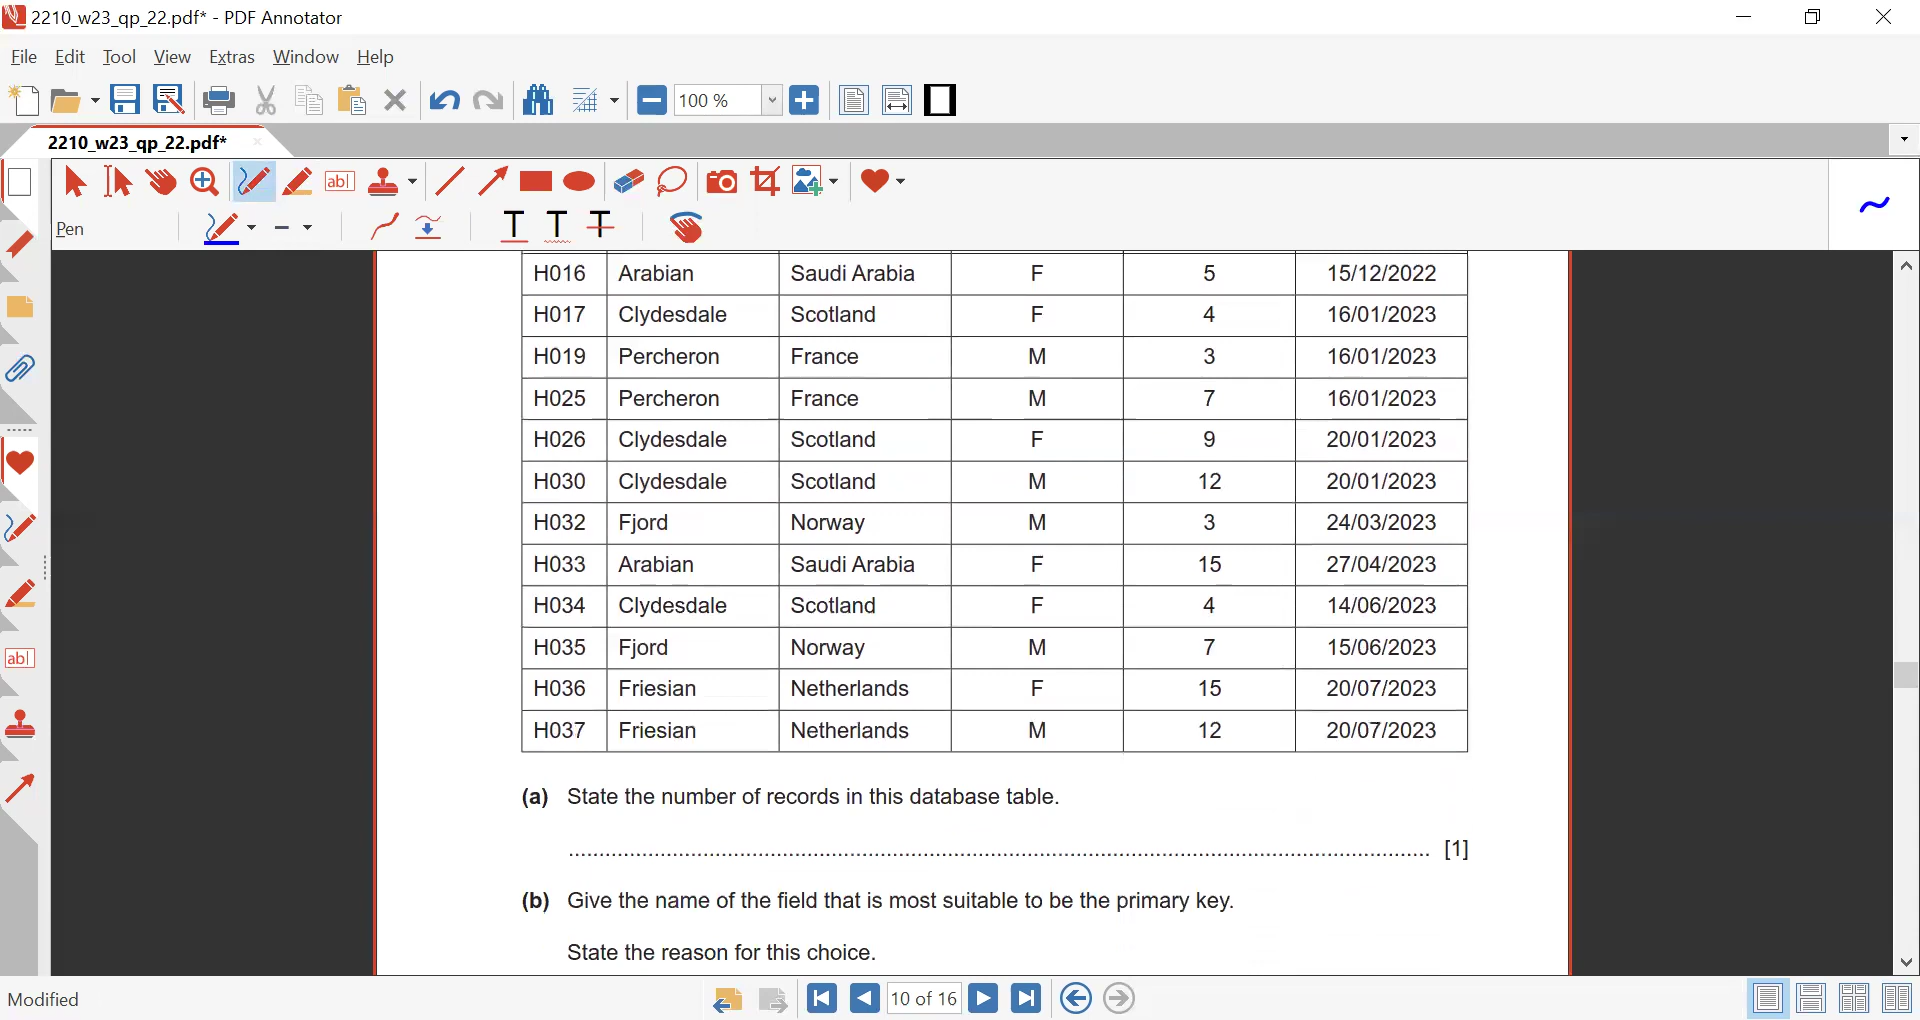 2210_w23_qp_22.pdf* - PDF Annotator
File Edit Tool View Extras Window Help
100 %
2210_w23_qp_22.pdf*
ab
T T T
Pen
H016 Arabian Saudi Arabia F 5 15/12/2022
H017 Clydesdale Scotland F 4 16/01/2023
H019 Percheron France M 3 16/01/2023
H025 Percheron France M 7 16/01/2023
H026 Clydesdale Scotland F 9 20/01/2023
H030 Clydesdale Scotland M 12 20/01/2023
H032 Fjord Norway M 3 24/03/2023
H033 Arabian Saudi Arabia F 15 27/04/2023
H034 Clydesdale Scotland F 4 14/06/2023
ab
H035 Fjord Norway M 7 15/06/2023
H036 Friesian Netherlands F 15 20/07/2023
H037 Friesian Netherlands M 12 20/07/2023
(a) State the number of records in this database table.
[1]
(b) Give the name of the field that is most suitable to be the primary key.
State the reason for this choice.
Modified
10 of 16